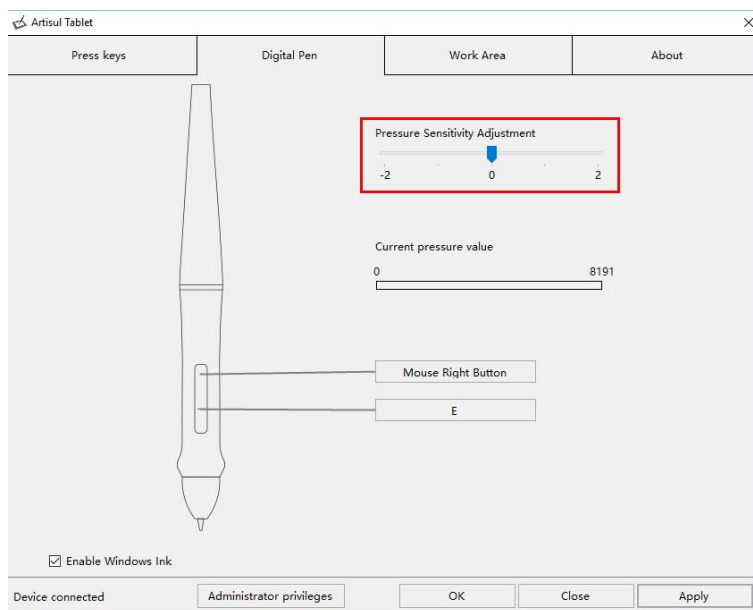 Artisul Tablet
Press keys Digital Pen Work Area About
Pressure Sensitivity Adjustment
-2 0 2
Current pressure value
0 8191
Mouse Right Button
E
Enable Windows Ink
Device connected Administrator privileges OK Close Apply